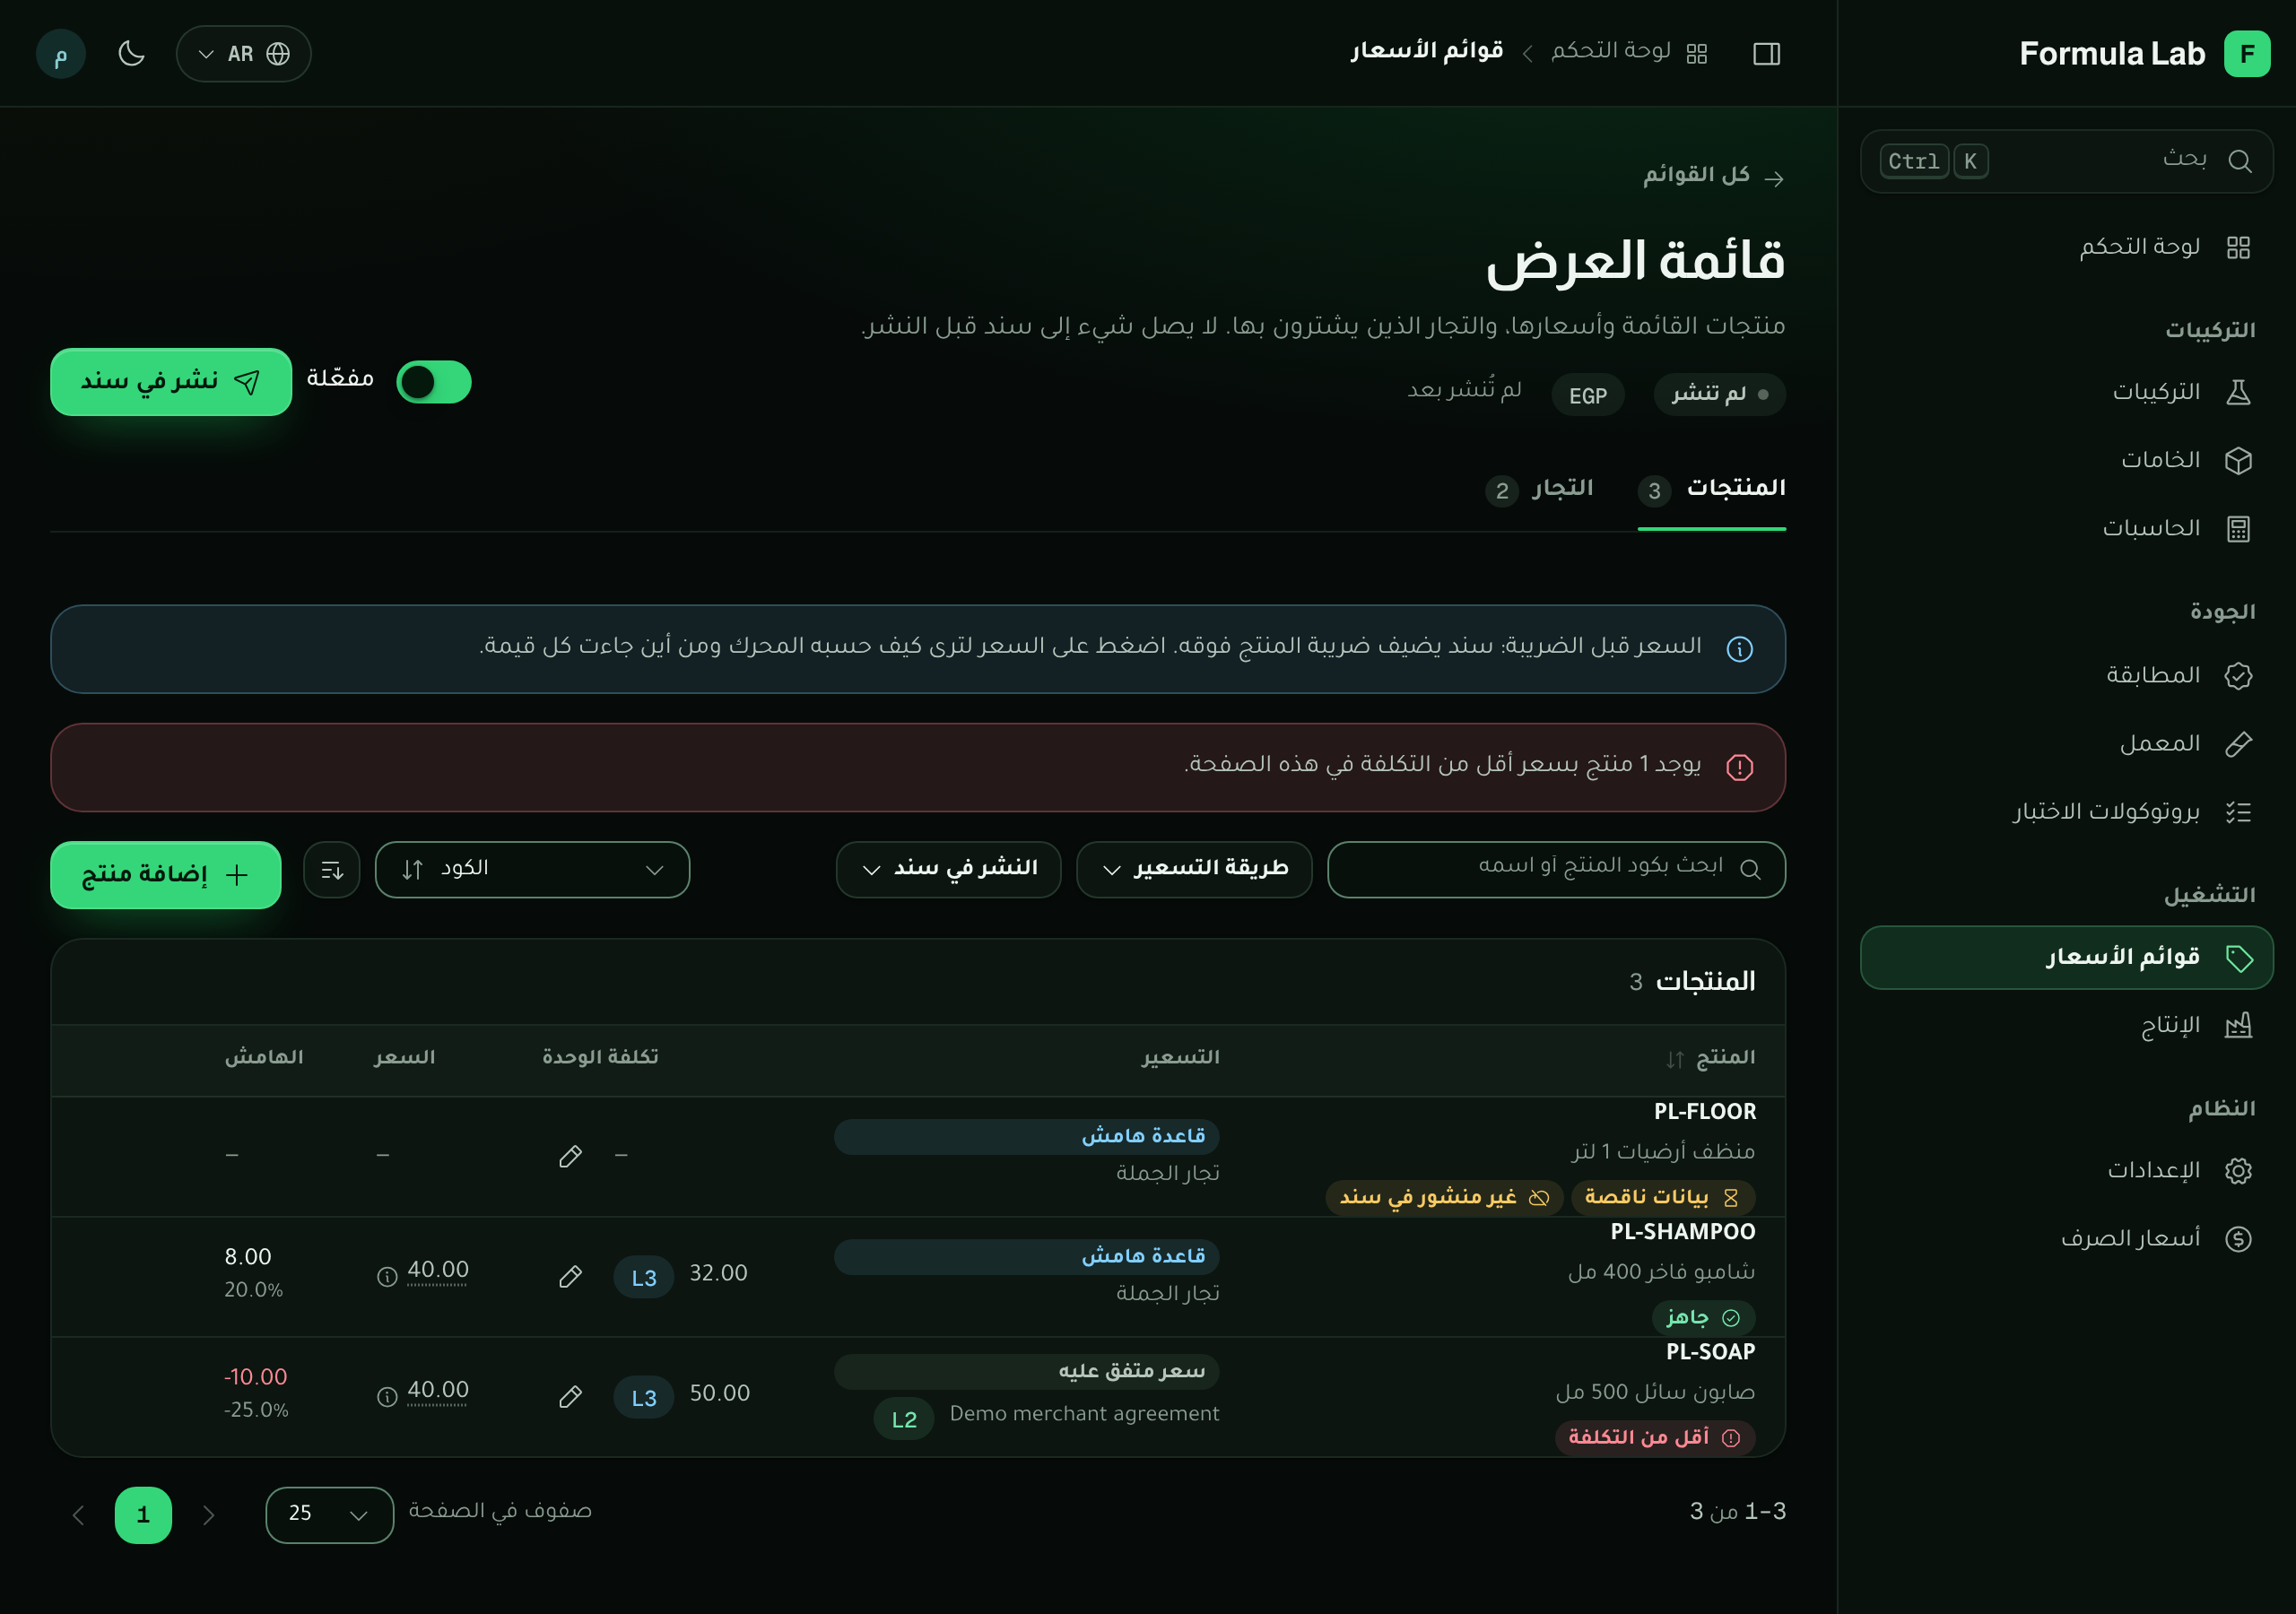 Formula Lab
F
بحث
Ctrl K
لوحة التحكم
التركيبات
التركيبات
الخامات
الحاسبات
الجودة
المطابقة
المعمل
بروتوكولات الاختبار
التشغيل
قوائم الأسعار
الإنتاج
النظام
الإعدادات
أسعار الصرف
لوحة التحكم
قوائم الأسعار
AR
م
كل القوائم
قائمة العرض
منتجات القائمة وأسعارها، والتجار الذين يشترون بها. لا يصل شيء إلى سند قبل النشر.
لم تنشر
EGP
لم تُنشر بعد
مفعّلة
نشر في سند
المنتجات 3
التجار 2
السعر قبل الضريبة: سند يضيف ضريبة المنتج فوقه. اضغط على السعر لترى كيف حسبه المحرك ومن أين جاءت كل قيمة.
يوجد 1 منتج بسعر أقل من التكلفة في هذه الصفحة.
ابحث بكود المنتج أو اسمه
طريقة التسعير
النشر في سند
الكود
إضافة منتج
المنتجات 3
المنتج
التسعير
تكلفة الوحدة
السعر
الهامش
PL-FLOOR
منظف أرضيات 1 لتر
بيانات ناقصة
غير منشور في سند
قاعدة هامش
تجار الجملة
–
–
–
PL-SHAMPOO
شامبو فاخر 400 مل
جاهز
قاعدة هامش
تجار الجملة
32.00
L3
40.00
8.00
20.0%
PL-SOAP
صابون سائل 500 مل
أقل من التكلفة
سعر متفق عليه
Demo merchant agreement
L2
50.00
L3
40.00
-10.00
-25.0%
1–3 من 3
صفوف في الصفحة
25
1